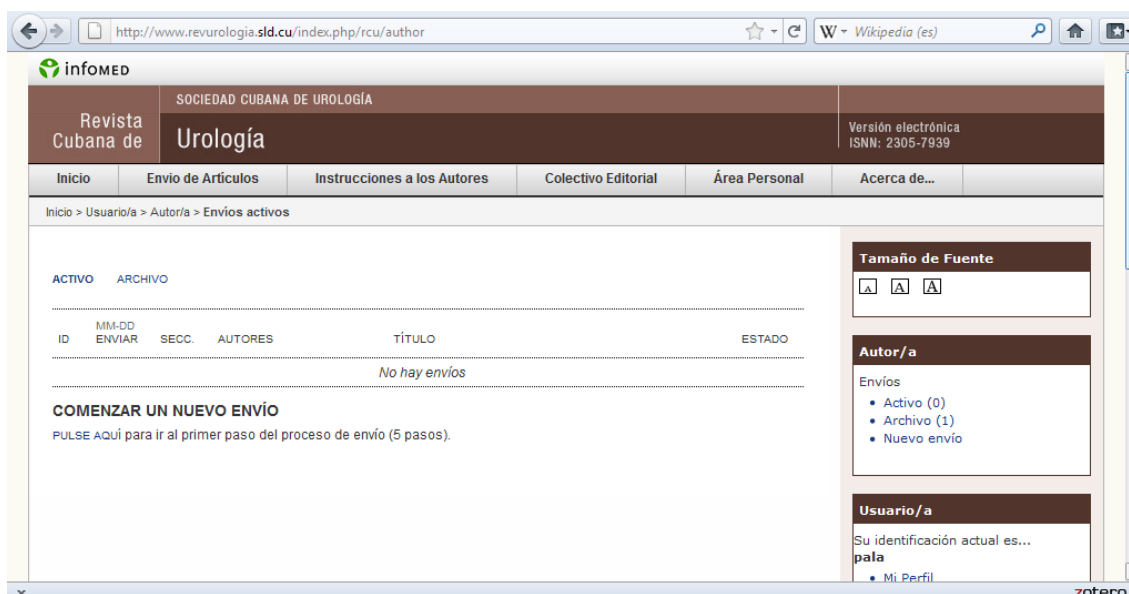 http://www.revurologia.sld.cu/index.php/rcu/author
W Wikipedia (es)
infoMED
SOCIEDAD CUBANA DE UROLOGÍA
Revista
Cubana de
Urología
Versión electrónica
ISNN: 2305-7939
Inicio Envio de Artículos Instrucciones a los Autores Colectivo Editorial Área Personal Acerca de...
Inicio > Usuario/a > Autor/a > Envíos activos
ACTIVO ARCHIVO
MM-DD
ID ENVIAR SECC. AUTORES TÍTULO ESTADO
No hay envíos
COMENZAR UN NUEVO ENVÍO
PULSE AQUÍ para ir al primer paso del proceso de envío (5 pasos).
Tamaño de Fuente
A A A
Autor/a
Envíos
Activo (0)
Archivo (1)
Nuevo envío
Usuario/a
Su identificación actual es...
pala
Mi Perfil
zotero